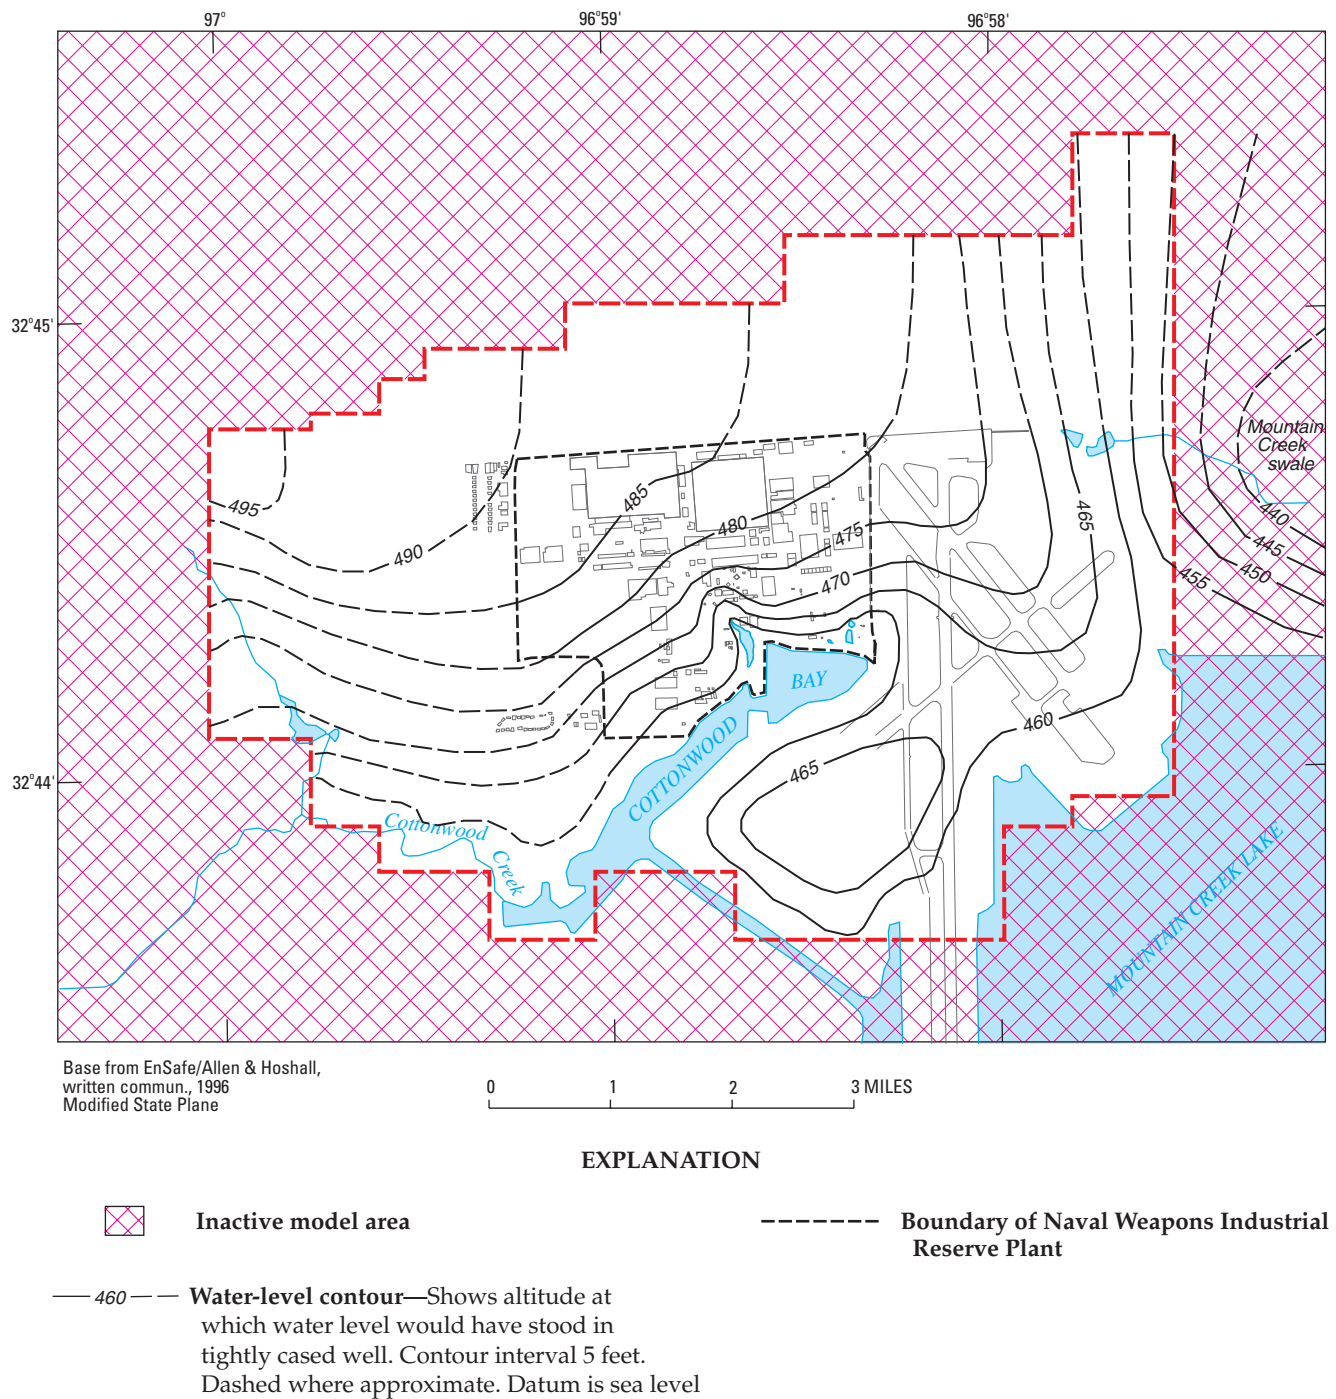 97°
96°59'
96°58'
32°45'
Mountain
Creek
swale
495
490
485
480
475
470
465
440
445
450
455
BAY
460
465
COTTONWOOD
32°44'
Cottonwood
Creek
MOUNTAIN CREEK LAKE
Base from EnSafe/Allen & Hoshall,
written commun., 1996
Modified State Plane
0 1 2 3 MILES
EXPLANATION
Inactive model area
Boundary of Naval Weapons Industrial
Reserve Plant
460
Water-level contour—Shows altitude at
which water level would have stood in
tightly cased well. Contour interval 5 feet.
Dashed where approximate. Datum is sea level